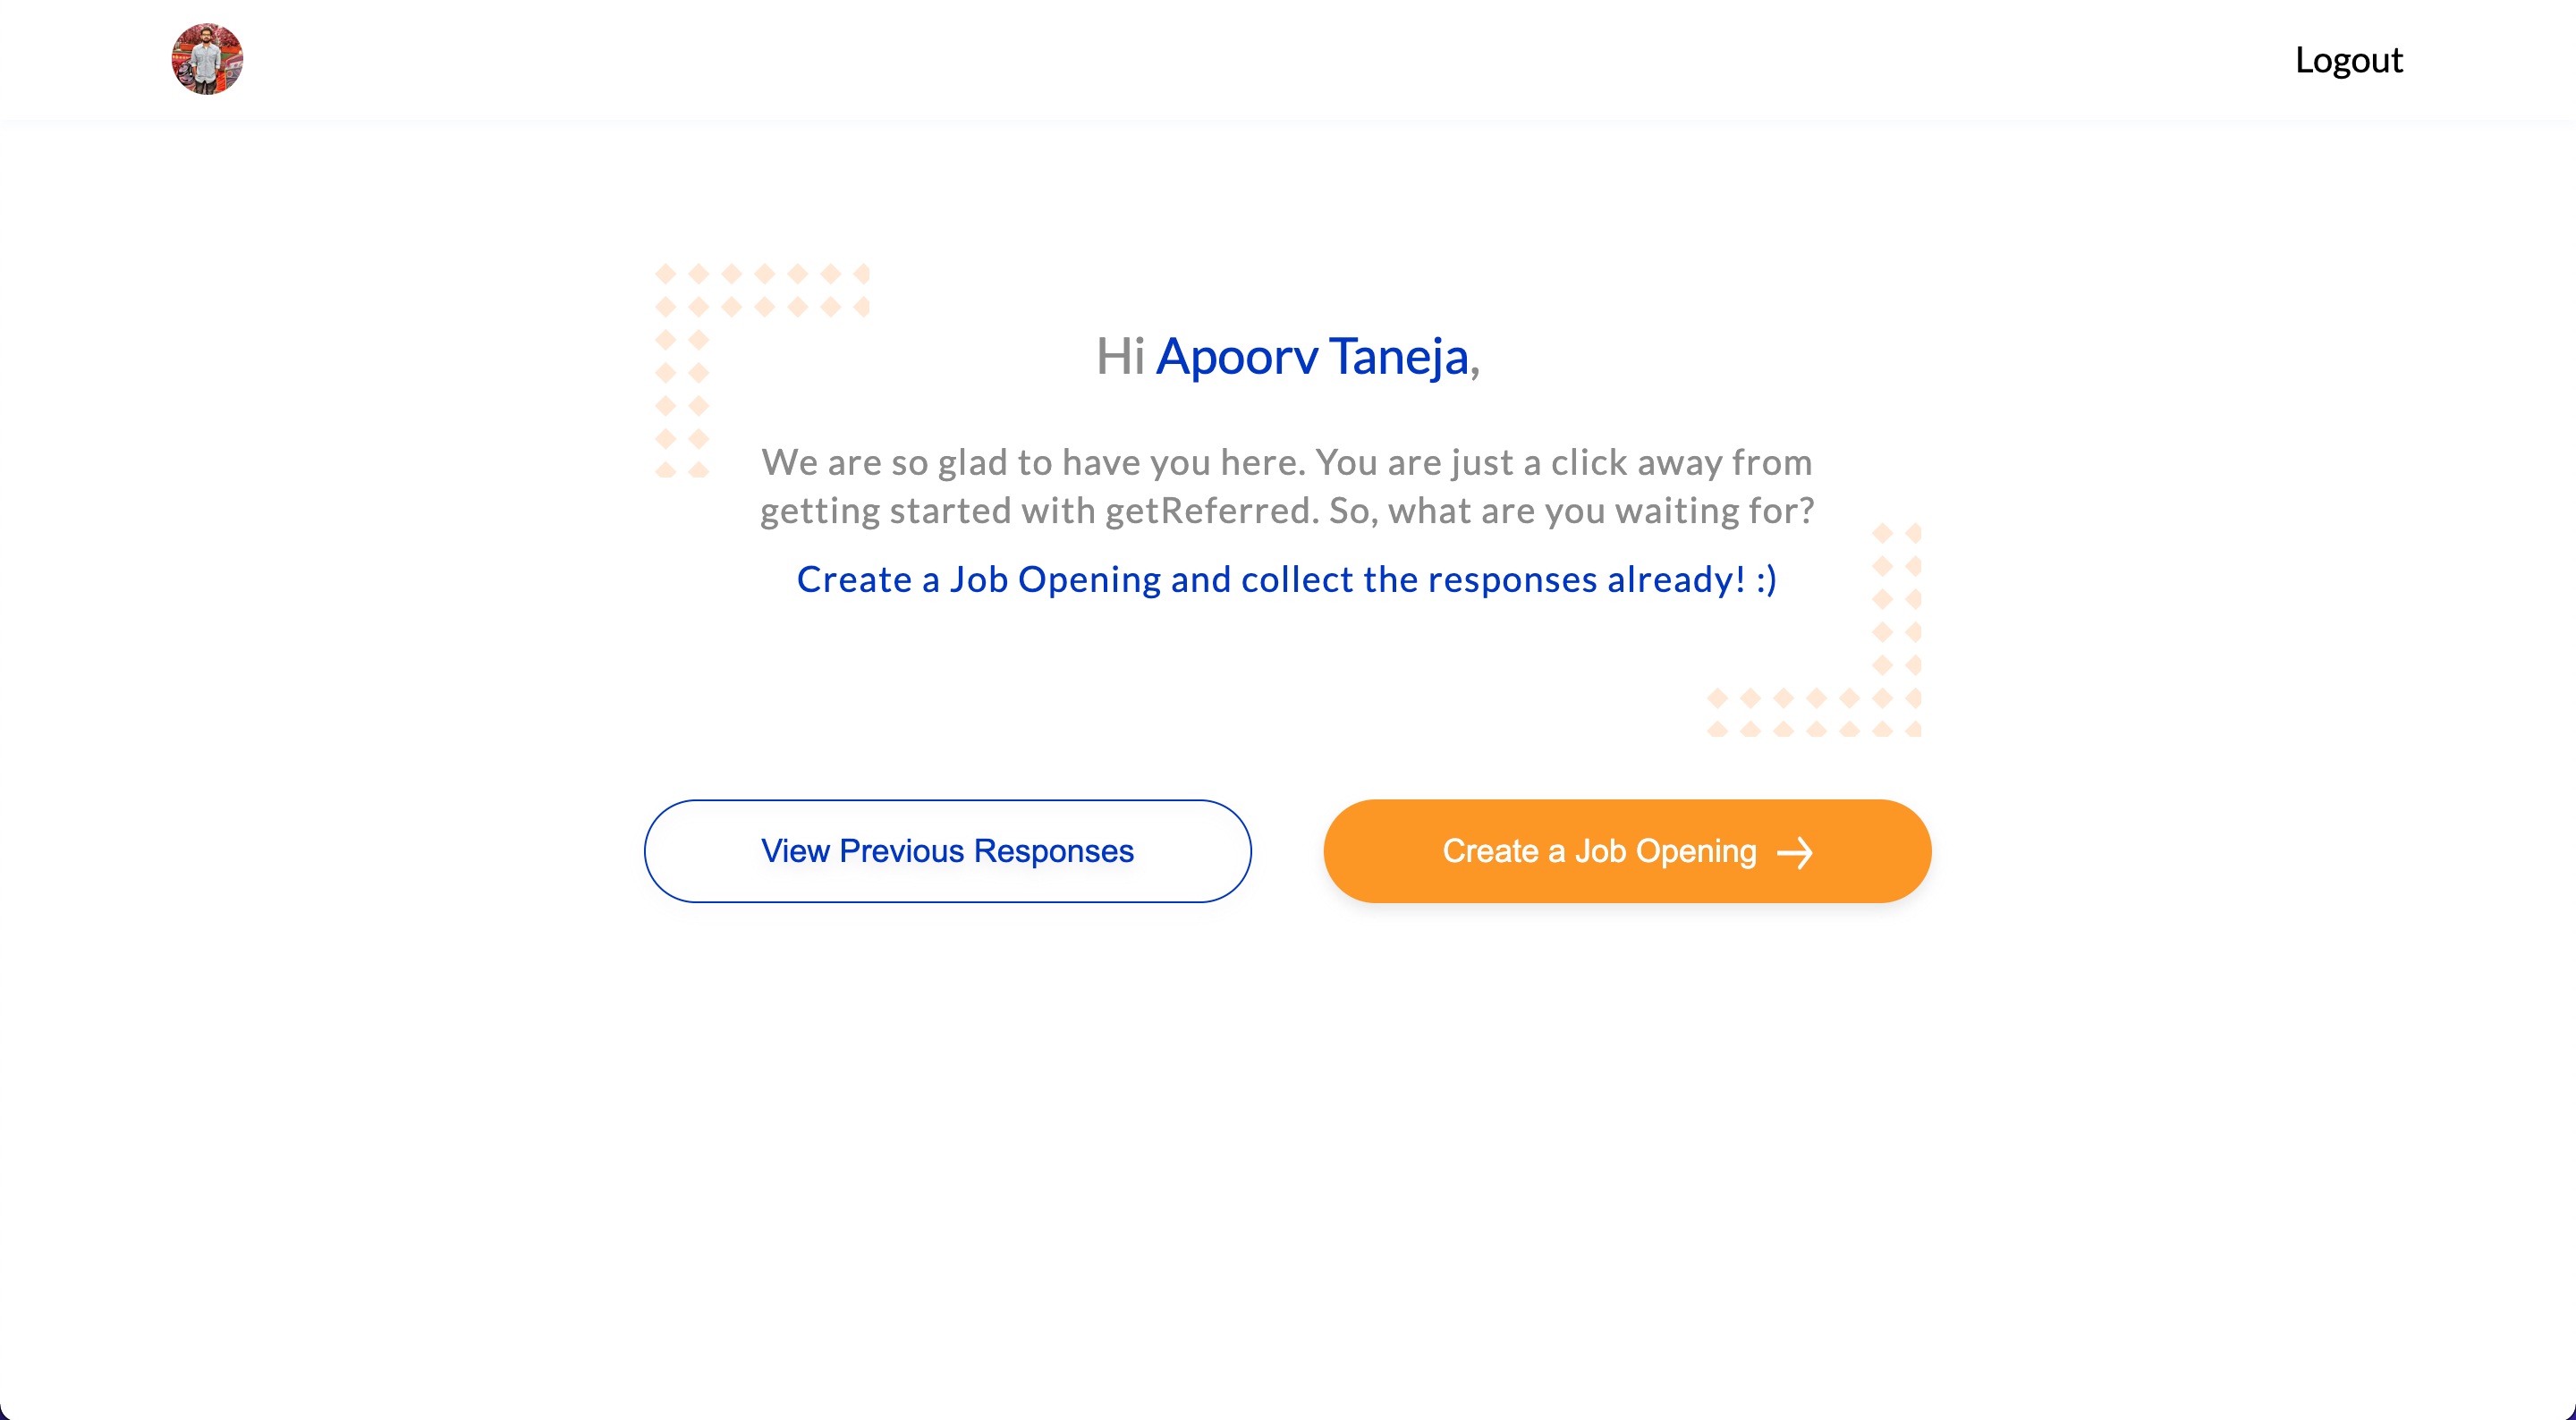 Logout
Hi Apoorv Taneja,
We are so glad to have you here. You are just a click away from
getting started with getReferred. So, what are you waiting for?
Create a Job Opening and collect the responses already! :)
View Previous Responses
Create a Job Opening →